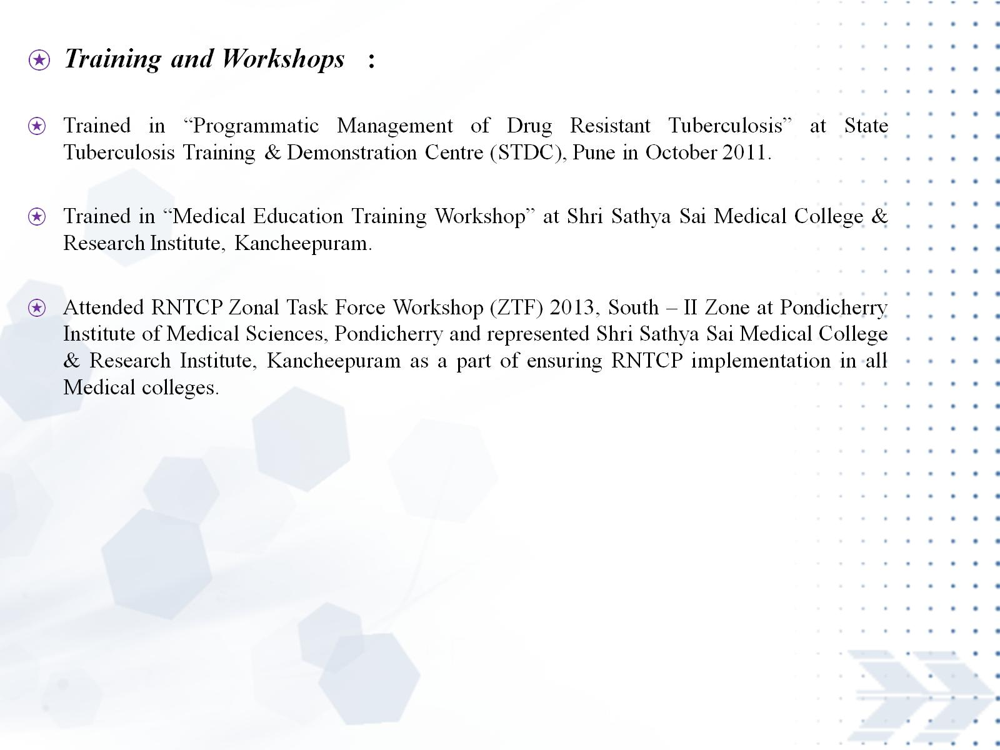 Training and Workshops :
Trained in “Programmatic Management of Drug Resistant Tuberculosis” at State
Tuberculosis Training & Demonstration Centre (STDC), Pune in October 2011.
Trained in “Medical Education Training Workshop” at Shri Sathya Sai Medical College &
Research Institute, Kancheepuram.
Attended RNTCP Zonal Task Force Workshop (ZTF) 2013, South – II Zone at Pondicherry
Institute of Medical Sciences, Pondicherry and represented Shri Sathya Sai Medical College
& Research Institute, Kancheepuram as a part of ensuring RNTCP implementation in all
Medical colleges.